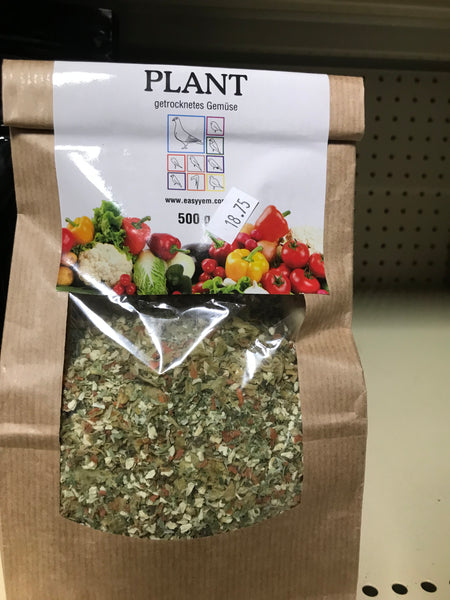 PLANT
getrocknetes Gemüse
www.easyyem.com
500 g
18.75